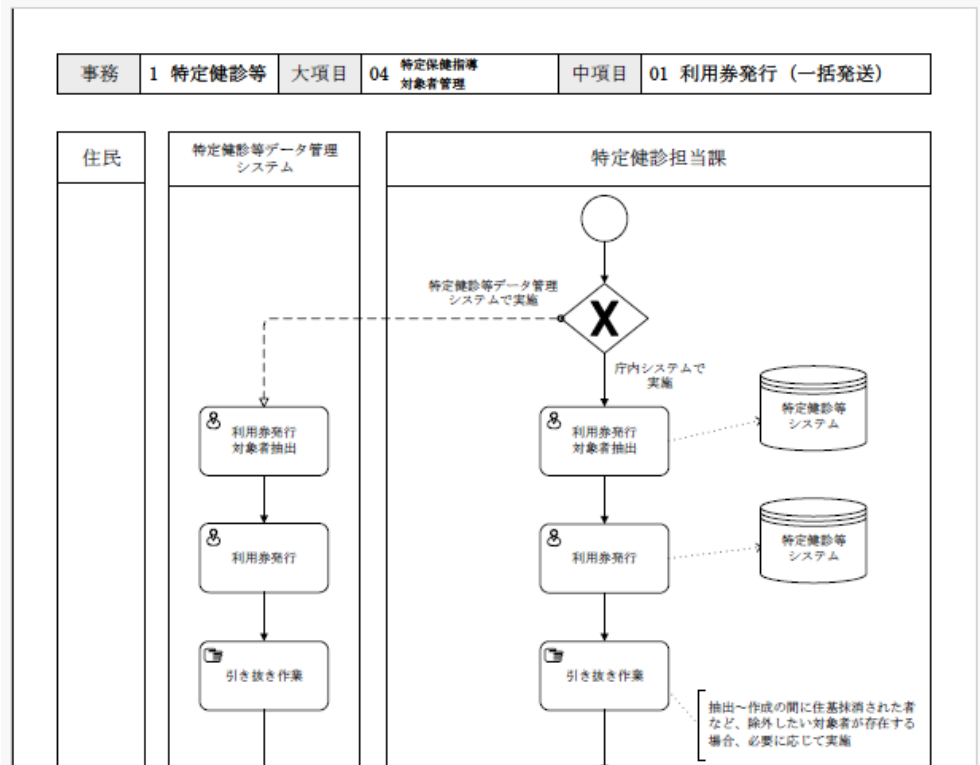 事務
1 特定健診等
大項目
04 特定保健指導
対象者管理
中項目
01 利用券発行（一括発送）
住民
特定健診等データ管理
システム
特定健診担当課
特定健診等データ管理
システムで実施
X
庁内システムで
実施
利用券発行
対象者抽出
利用券発行
対象者抽出
特定健診等
システム
利用券発行
利用券発行
特定健診等
システム
引き抜き作業
引き抜き作業
抽出～作成の間に住基抹消された者
など、除外したい対象者が存在する
場合、必要に応じて実施